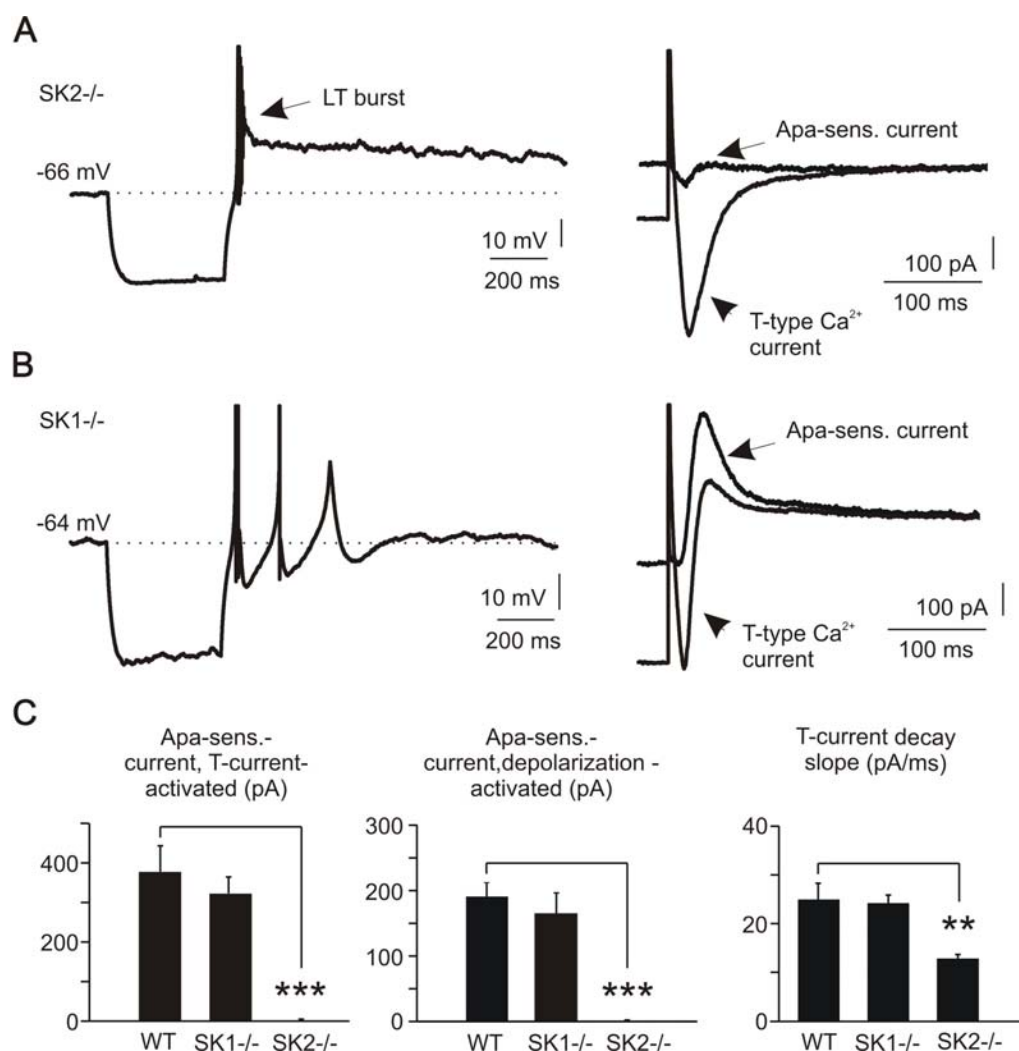 A
SK2-/-
LT burst
-66 mV
10 mV
200 ms
Apa-sens. current
100 pA
100 ms
T-type Ca²⁺
current
B
SK1-/-
-64 mV
10 mV
200 ms
Apa-sens. current
100 pA
100 ms
T-type Ca²⁺
current
C
Apa-sens.-
current, T-current-
activated (pA)
400
200
0
***
WT SK1-/- SK2-/-
Apa-sens.-
current,depolarization -
activated (pA)
300
200
100
0
***
WT SK1-/- SK2-/-
T-current decay
slope (pA/ms)
40
20
0
**
WT SK1-/- SK2-/-